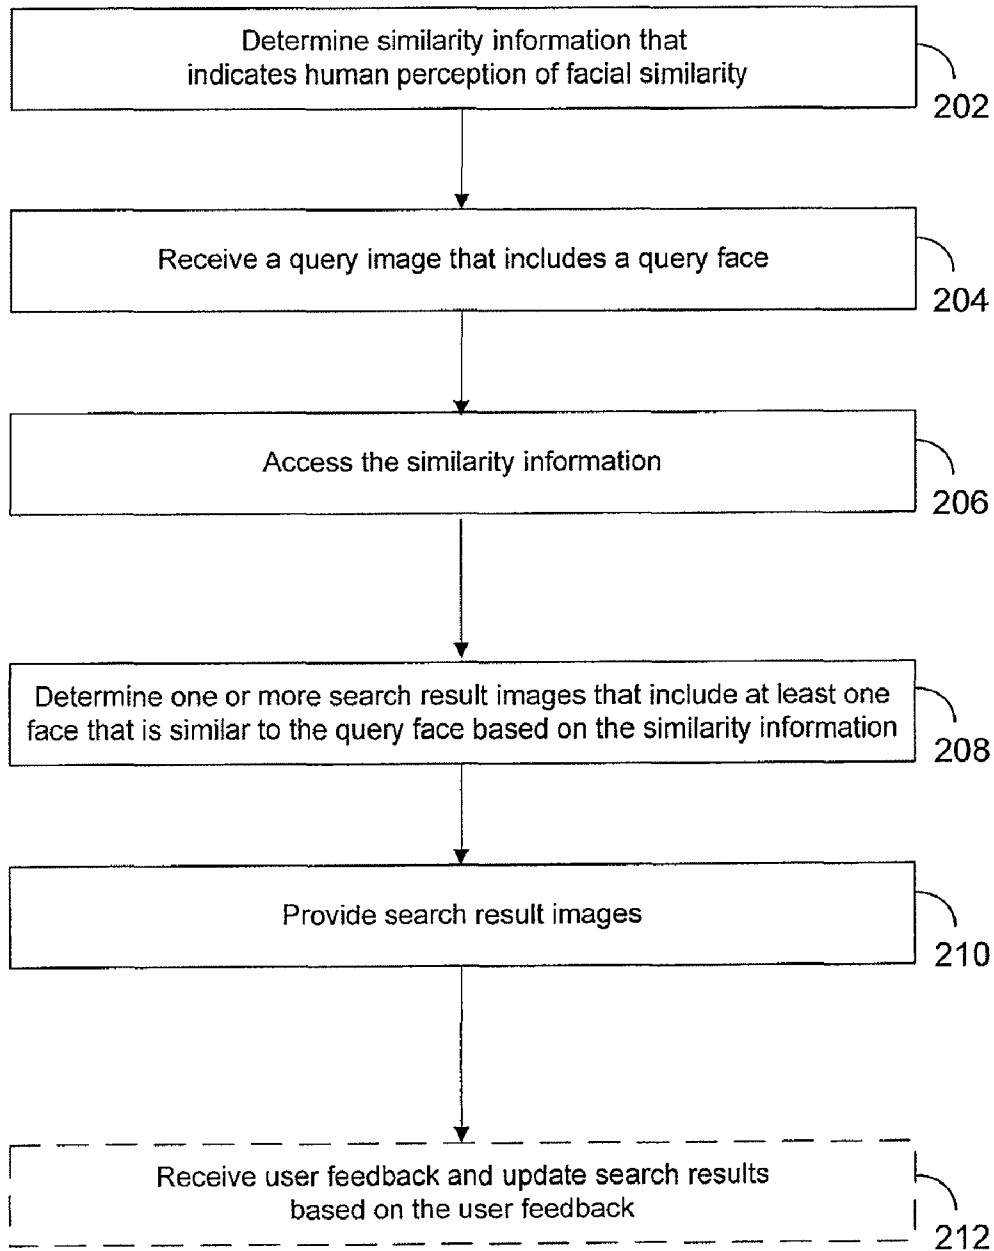 Determine similarity information that
indicates human perception of facial similarity
202
Receive a query image that includes a query face
204
Access the similarity information
206
Determine one or more search result images that include at least one
face that is similar to the query face based on the similarity information
208
Provide search result images
210
Receive user feedback and update search results
based on the user feedback
212